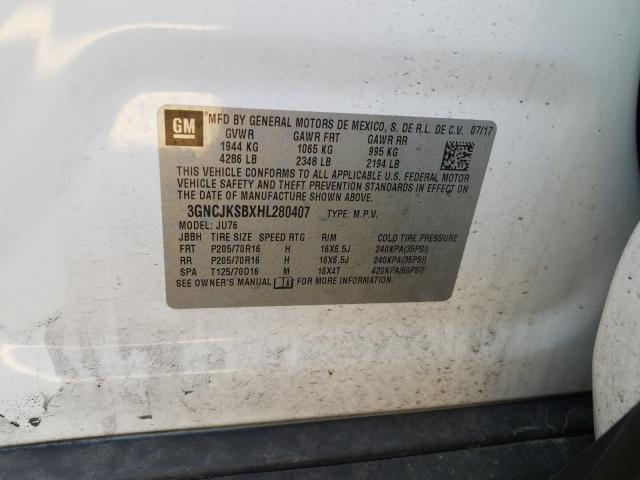 GM
MFD BY GENERAL MOTORS DE MEXICO, S. DE R.L. DE C.V. 07/17
GVWR GAWR FRT GAWR RR
1944 KG 1065 KG 995 KG
4286 LB 2348 LB 2194 LB
THIS VEHICLE CONFORMS TO ALL APPLICABLE U.S. FEDERAL MOTOR
VEHICLE SAFETY, BUMPER, AND THEFT PREVENTION STANDARDS IN
EFFECT ON THE DATE OF MANUFACTURE SHOWN ABOVE.
3GNCJKSBXHL280407 TYPE: M.P.V.
MODEL: JU76
JBBH TIRE SIZE SPEED RTG RIM COLD TIRE PRESSURE
FRT P205/70R16 H 16X6.5J 240KPA(35PSI)
RR P205/70R16 H 16X6.5J 240KPA(35PSI)
SPA T125/70D16 M 16X4T 420KPA(60PSI)
SEE OWNER'S MANUAL FOR MORE INFORMATION.